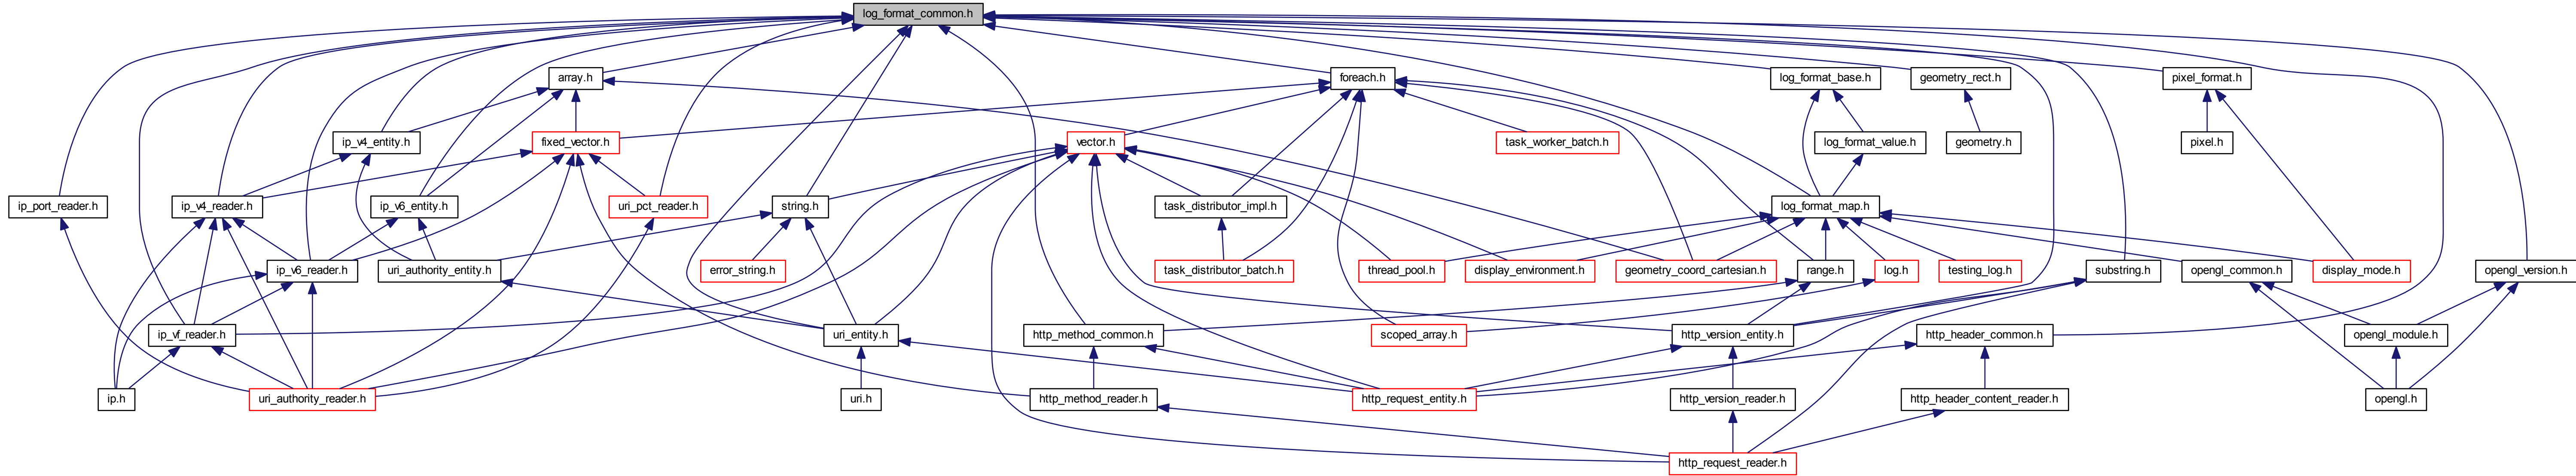 log_format_common.h
array.h
foreach.h
log_format_base.h
geometry_rect.h
pixel_format.h
ip_v4_entity.h
fixed_vector.h
vector.h
task_worker_batch.h
log_format_value.h
geometry.h
pixel.h
ip_port_reader.h
ip_v4_reader.h
ip_v6_entity.h
uri_pct_reader.h
string.h
task_distributor_impl.h
log_format_map.h
ip_v6_reader.h
uri_authority_entity.h
error_string.h
task_distributor_batch.h
thread_pool.h
display_environment.h
geometry_coord_cartesian.h
range.h
log.h
testing_log.h
substring.h
opengl_common.h
display_mode.h
opengl_version.h
ip_vf_reader.h
uri_entity.h
http_method_common.h
scoped_array.h
http_version_entity.h
http_header_common.h
opengl_module.h
ip.h
uri_authority_reader.h
uri.h
http_method_reader.h
http_request_entity.h
http_version_reader.h
http_header_content_reader.h
opengl.h
http_request_reader.h